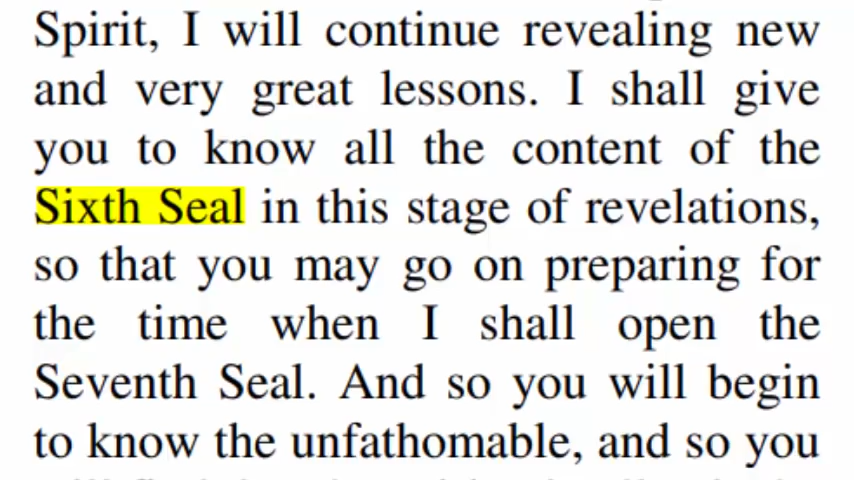 Spirit, I will continue revealing new
and very great lessons. I shall give
you to know all the content of the
Sixth Seal in this stage of revelations,
so that you may go on preparing for
the time when I shall open the
Seventh Seal. And so you will begin
to know the unfathomable, and so you